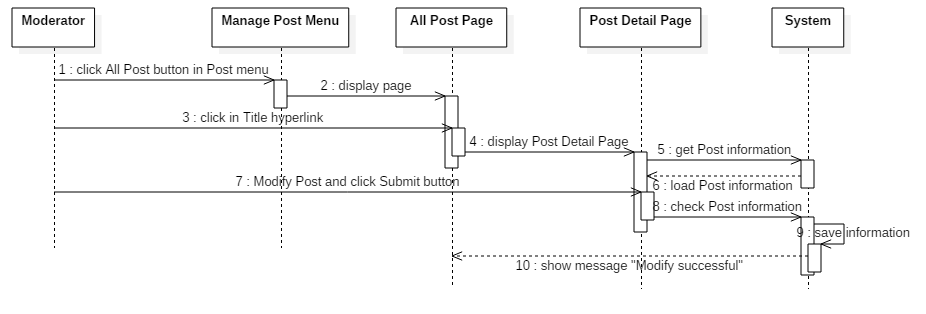 Moderator
Manage Post Menu
All Post Page
Post Detail Page
System
1 : click All Post button in Post menu
2 : display page
3 : click in Title hyperlink
4 : display Post Detail Page
5 : get Post information
6 : load Post information
7 : Modify Post and click Submit button
8 : check Post information
9 : save information
10 : show message "Modify successful"